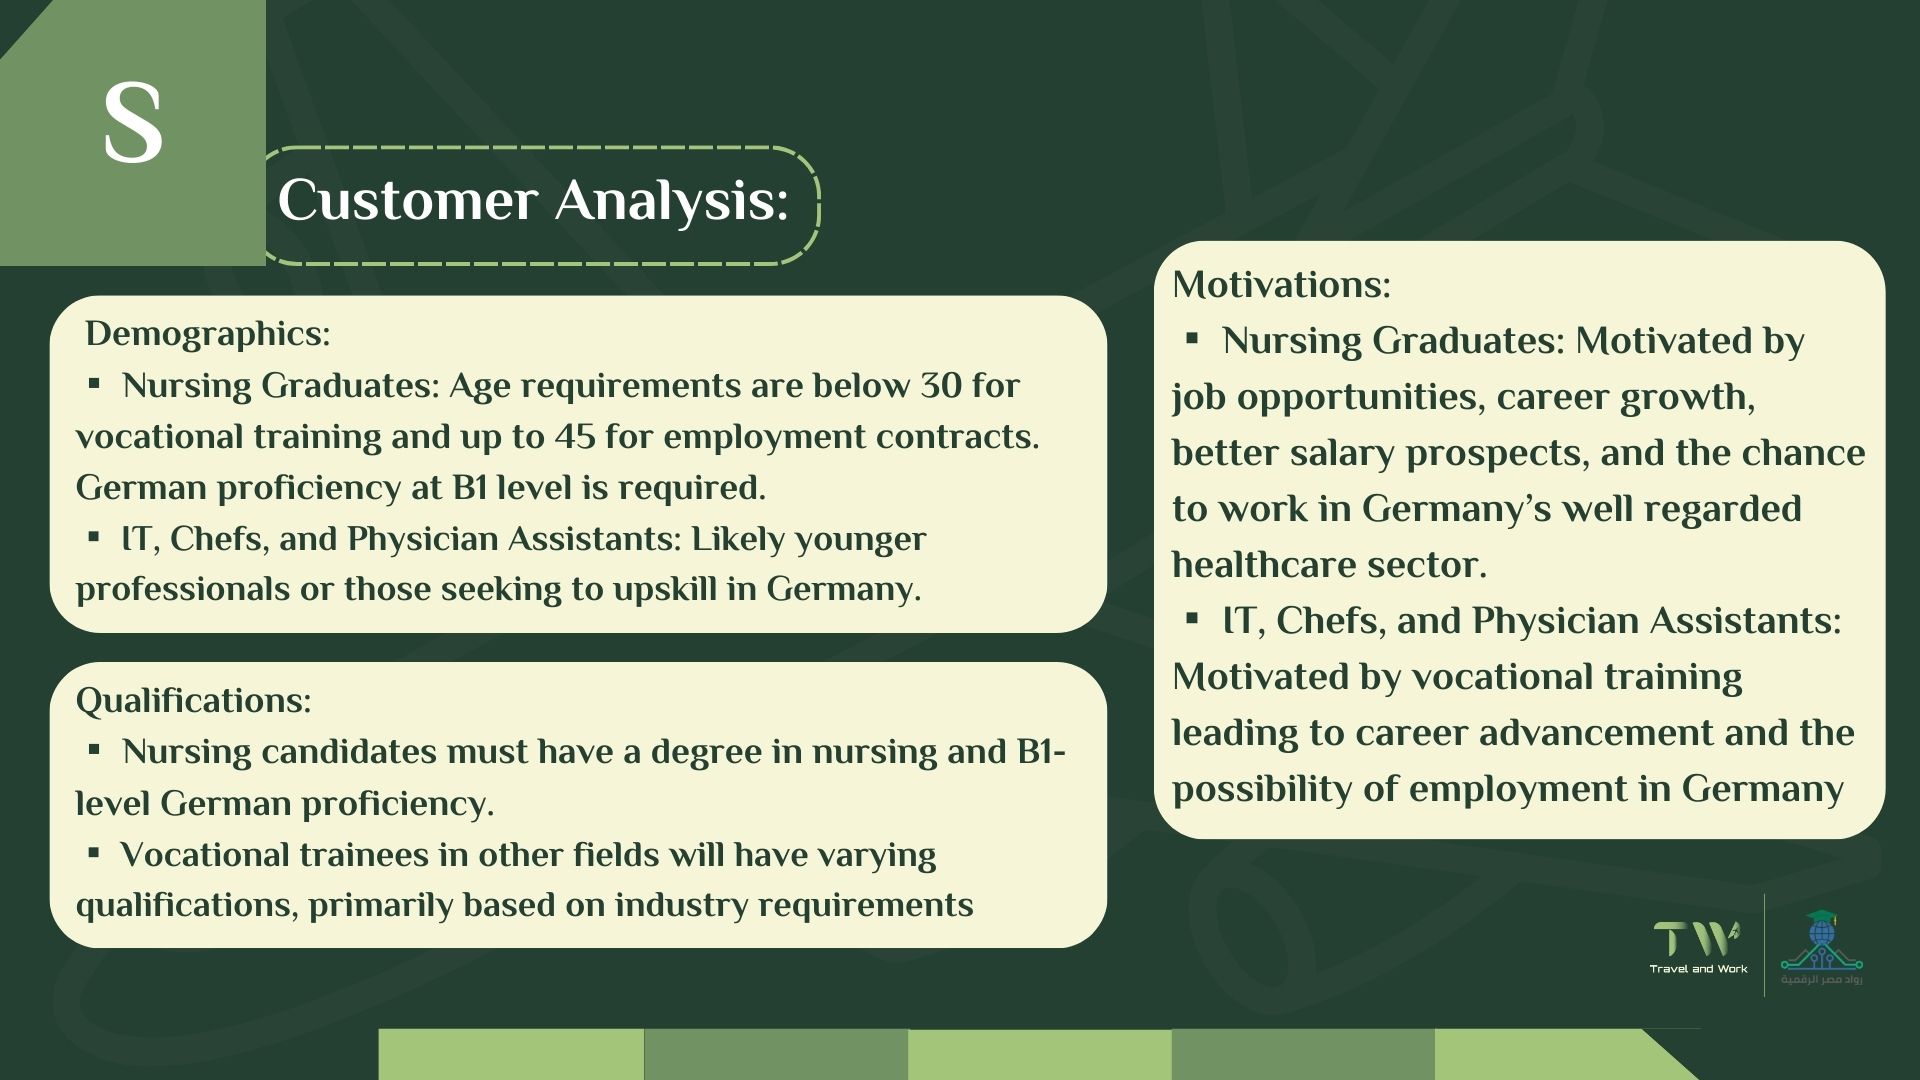 S
Customer Analysis:
Demographics:
▪ Nursing Graduates: Age requirements are below 30 for
vocational training and up to 45 for employment contracts.
German proficiency at B1 level is required.
▪ IT, Chefs, and Physician Assistants: Likely younger
professionals or those seeking to upskill in Germany.
Qualifications:
▪ Nursing candidates must have a degree in nursing and B1-
level German proficiency.
▪ Vocational trainees in other fields will have varying
qualifications, primarily based on industry requirements
Motivations:
▪ Nursing Graduates: Motivated by
job opportunities, career growth,
better salary prospects, and the chance
to work in Germany’s well regarded
healthcare sector.
▪ IT, Chefs, and Physician Assistants:
Motivated by vocational training
leading to career advancement and the
possibility of employment in Germany
TW
Travel and Work
رواد مصر الرقمية